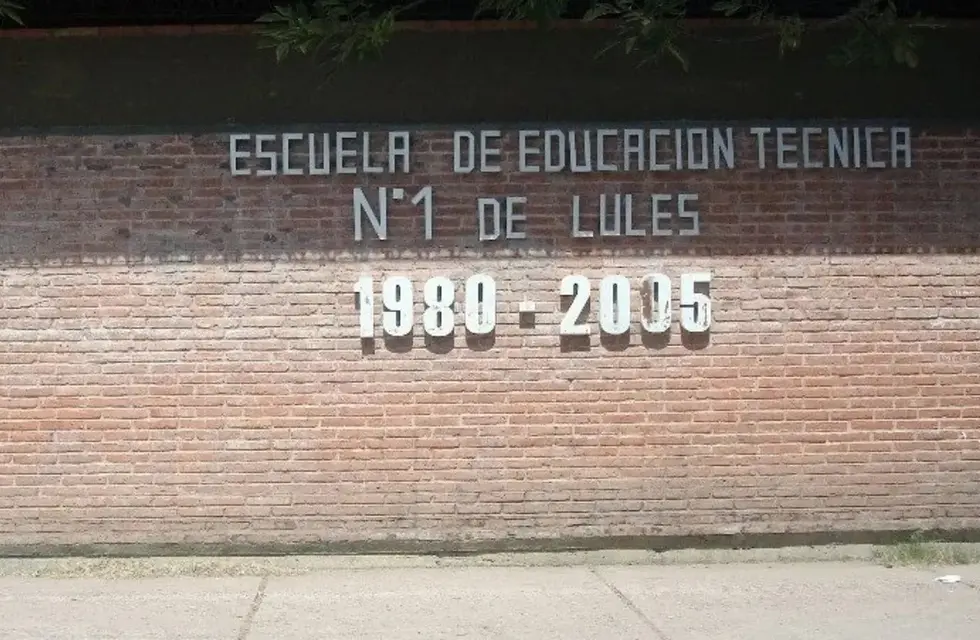 ESCUELA DE EDUCACION TECNICA
N·1 DE LULES
1980 - 2005